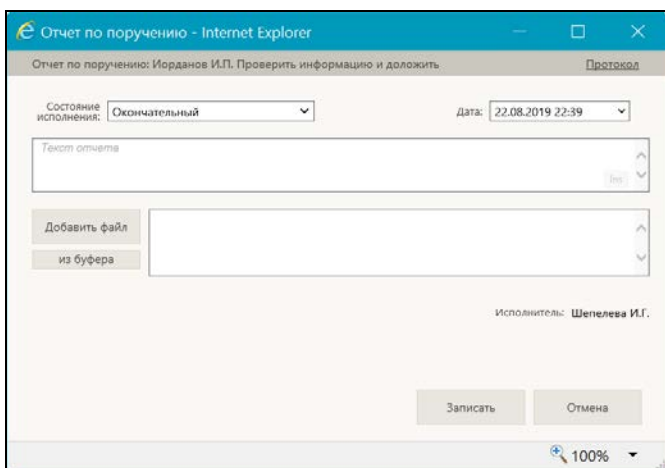 Отчет по поручению - Internet Explorer
Отчет по поручению: Иорданов И.П. Проверить информацию и доложить Протокол
Состояние исполнения: Окончательный Дата: 22.08.2019 22:39
Текст отчета
Добавить файл
из буфера
Исполнитель: Шепелева И.Г.
Записать Отмена
100%